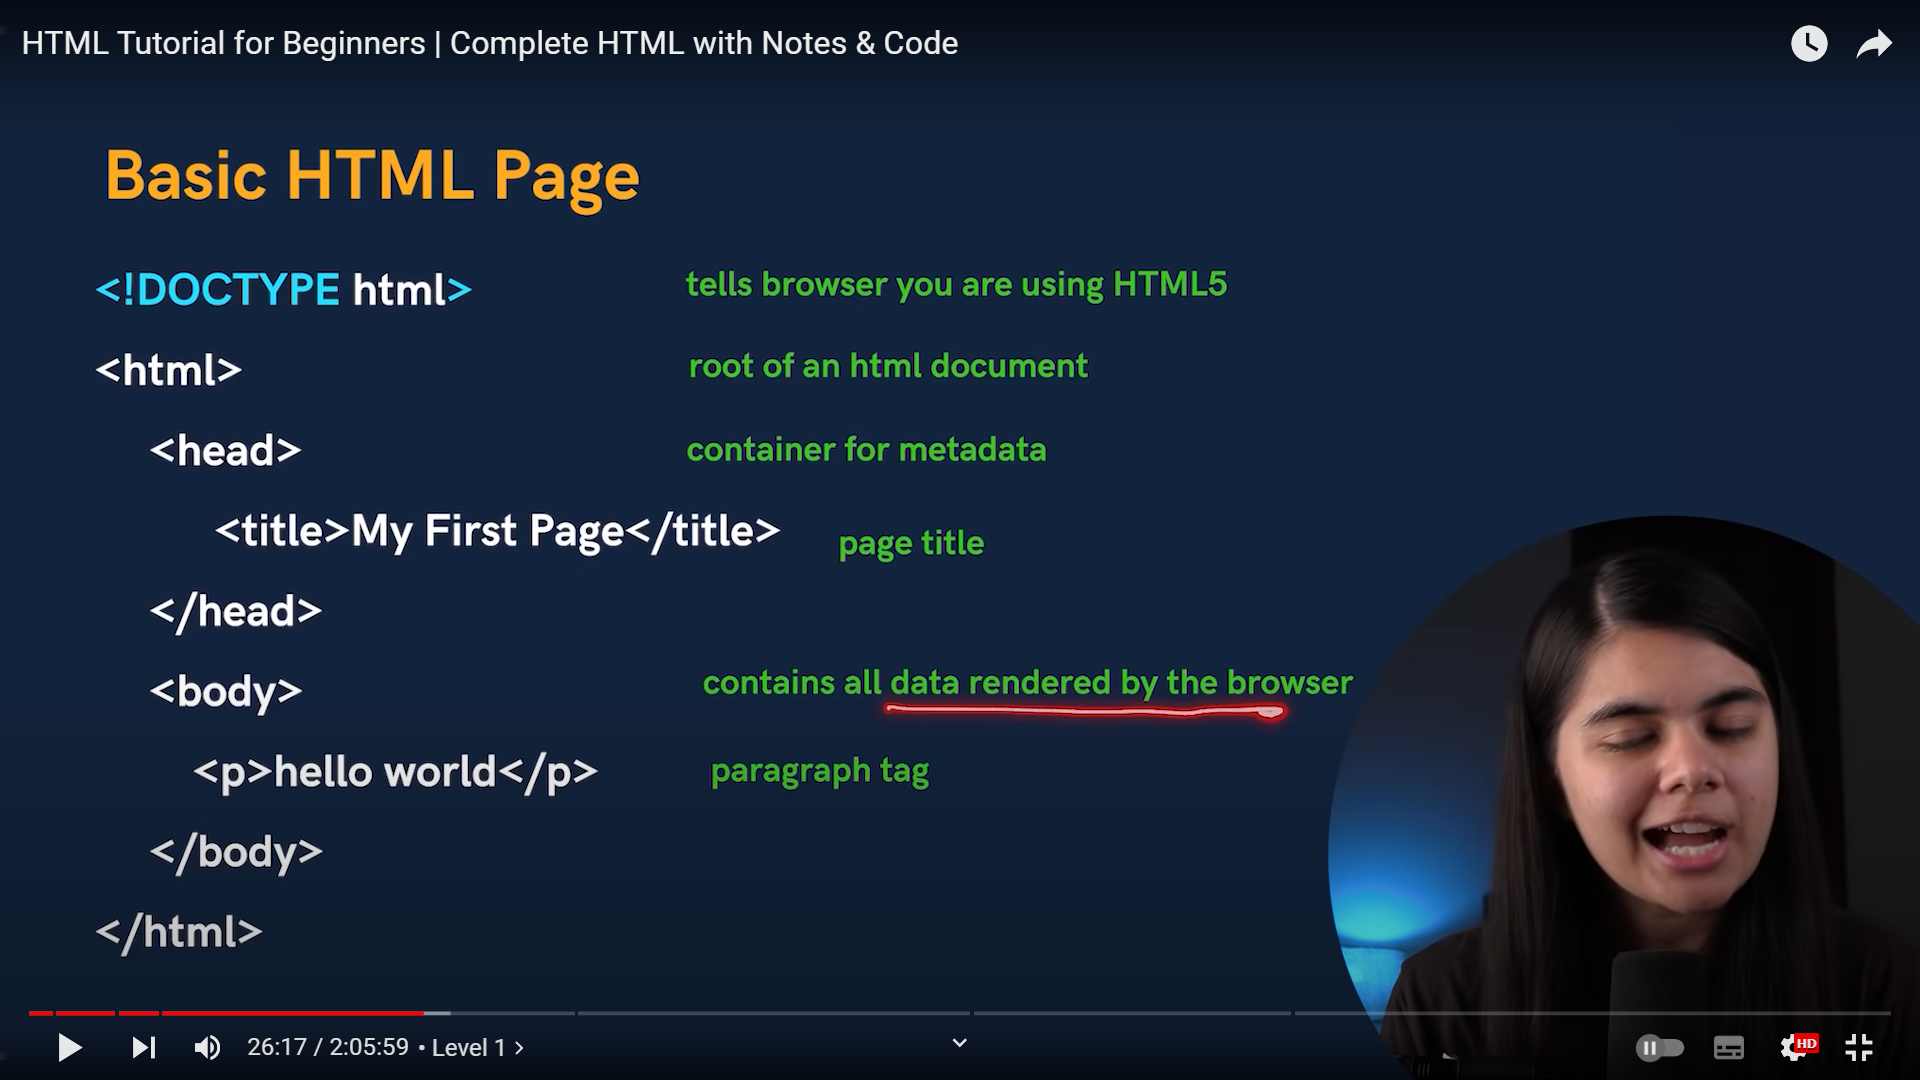 HTML Tutorial for Beginners | Complete HTML with Notes & Code
Basic HTML Page
<!DOCTYPE html> tells browser you are using HTML5
<html> root of an html document
<head> container for metadata
<title>My First Page</title> page title
</head>
<body> contains all data rendered by the browser
<p>hello world</p> paragraph tag
</body>
</html>
26:17 / 2:05:59 • Level 1 >
HD